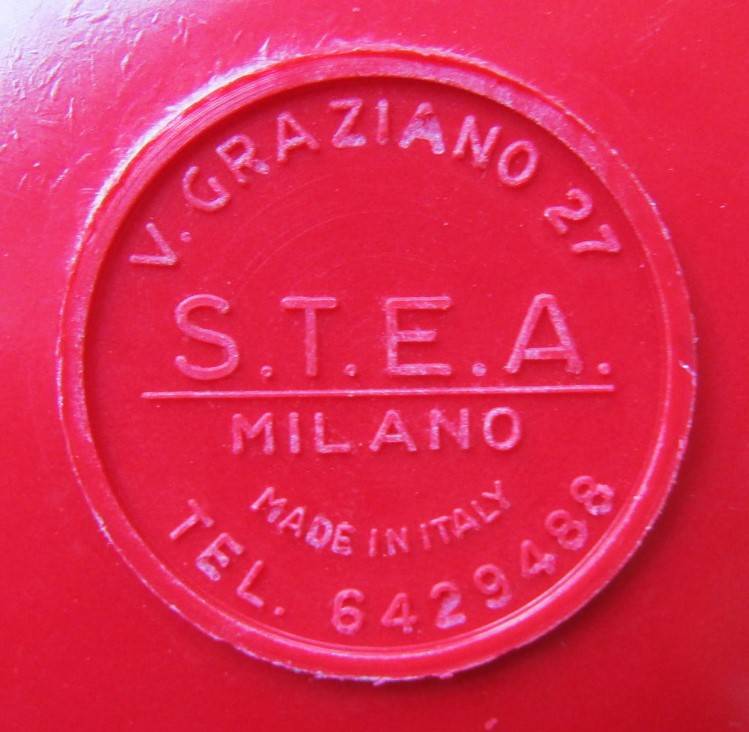 V. GRAZIANO 27
S.T.E.A.
MILANO
MADE IN ITALY
TEL. 6429488